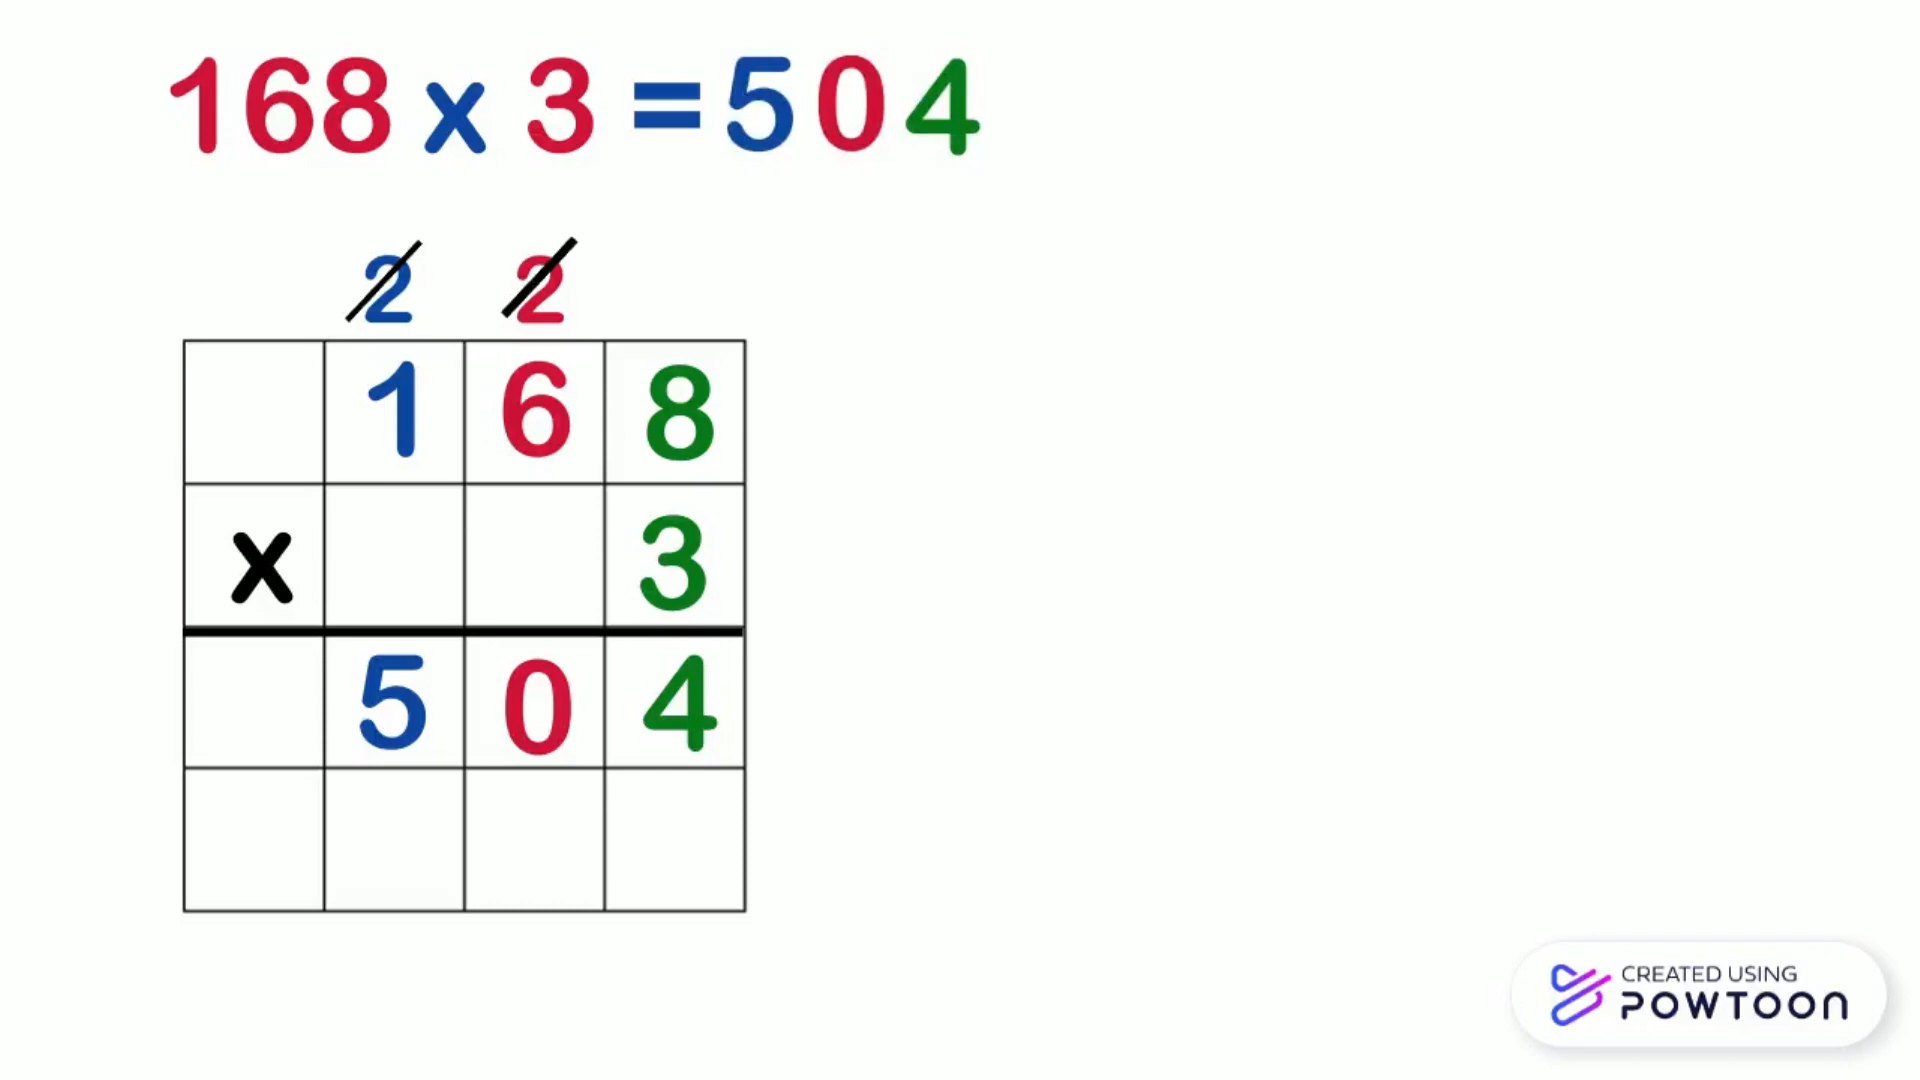 168 x 3 = 504
2 2
1 6 8
x 3
5 0 4
CREATED USING
POWTOON